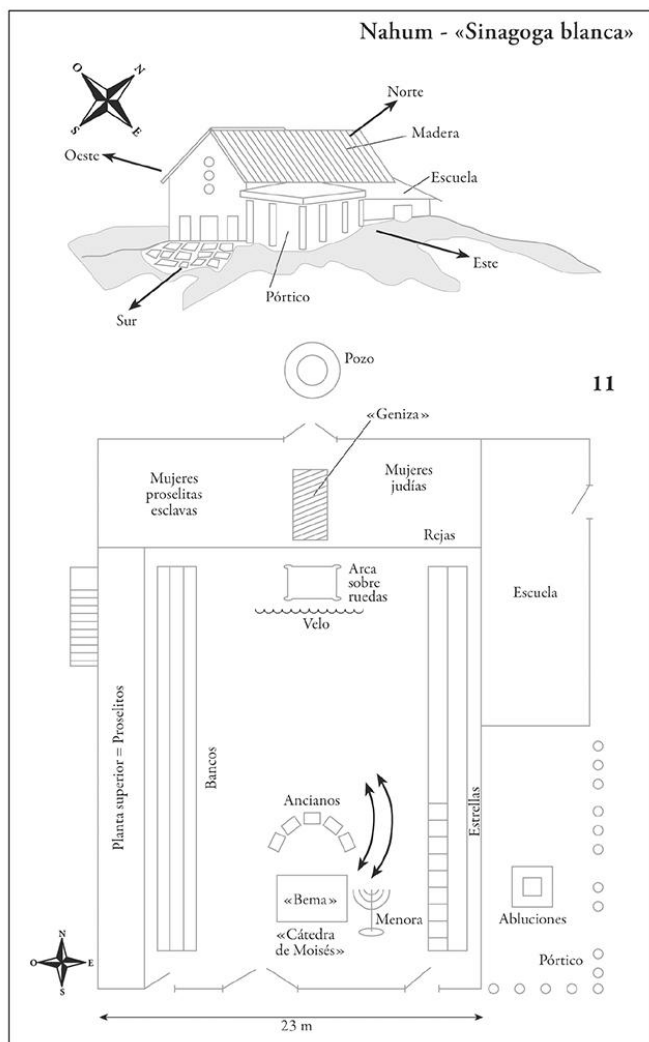 Nahum - «Sinagoga blanca»
O
N
S
E
Norte
Madera
Oeste
Escuela
Este
Pórtico
Sur
Pozo
11
«Geniza»
Mujeres
proselitas
esclavas
Mujeres
judías
Rejas
Arca
sobre
ruedas
Velo
Escuela
Planta superior = Proselitos
Bancos
Estrellas
Ancianos
«Bema»
Menora
«Cátedra
de Moisés»
Abluciones
Pórtico
N
O
E
S
23 m